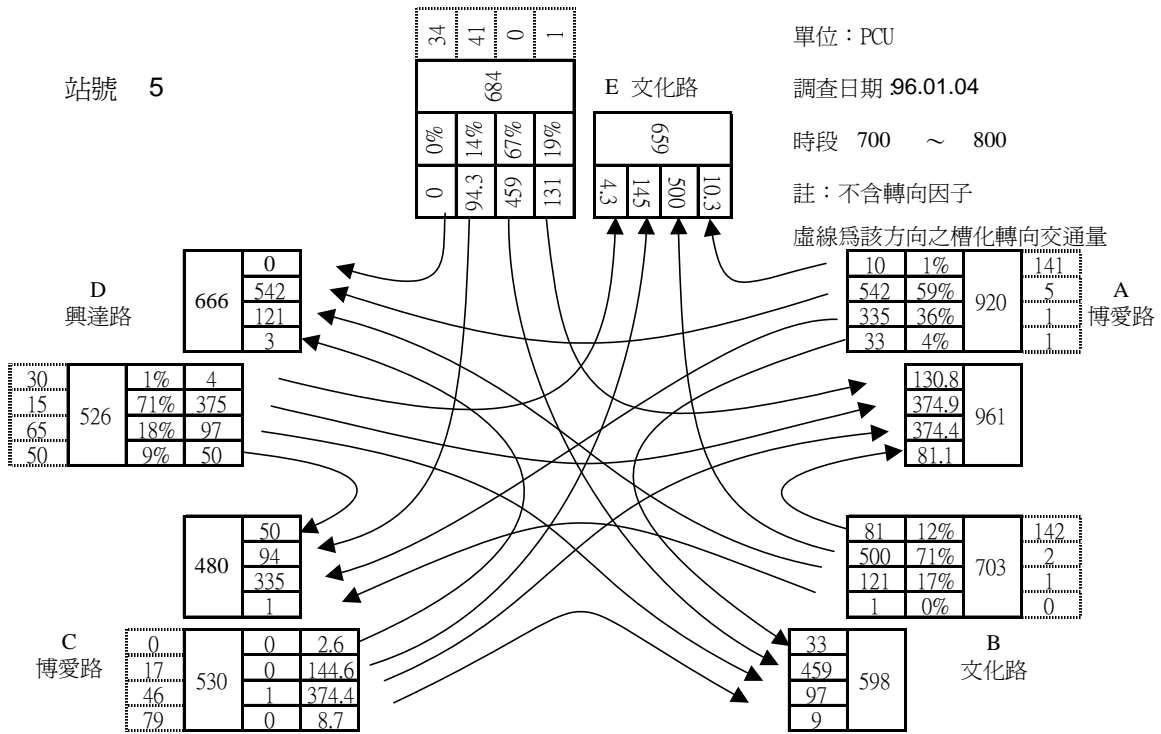 站號 5
單位：PCU
調查日期:96.01.04
時段 700 ～ 800
註：不含轉向因子
虛線為該方向之槽化轉向交通量
34 41 0 1
684
0% 14% 67% 19%
0 94.3 459 131
E 文化路
659
4.3 145 500 10.3
D
興達路
666
0
542
121
3
30 1% 4
15 71% 375
65 18% 97
50 9% 50
526
A
博愛路
10 1% 141
542 59% 5
335 36% 1
33 4% 1
920
130.8
374.9
374.4
81.1
961
480
50
94
335
1
81 12% 142
500 71% 2
121 17% 1
1 0% 0
703
C
博愛路
0 0 2.6
17 0 144.6
46 1 374.4
79 0 8.7
530
33
459
97
9
598
B
文化路